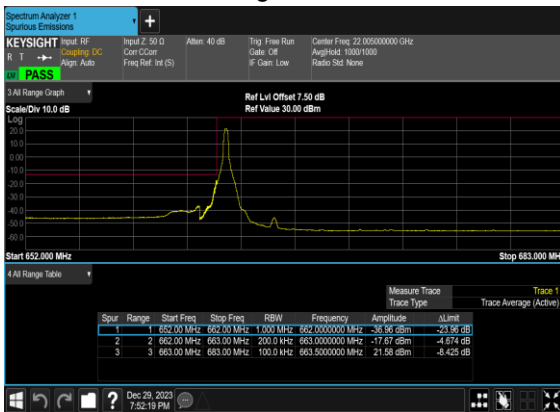 Spectrum Analyzer 1
Spurious Emissions
KEYSIGHT Input: RF Input Z: 50 Ω Atten: 40 dB Trig: Free Run Center Freq: 22.005000000 GHz
R T Coupling: DC Corr CCorr Gate: Off Avg|Hold: 1000/1000
Align: Auto Freq Ref: Int (S) IF Gain: Low Radio Std: None
LV PASS
3 All Range Graph
Ref Lvl Offset 7.50 dB
Scale/Div 10.0 dB Ref Value 30.00 dBm
Log
20.0
10.0
0.00
-10.0
-20.0
-30.0
-40.0
-50.0
-60.0
Start 652.000 MHz Stop 683.000 MH
4 All Range Table
Measure Trace Trace 1
Trace Type Trace Average (Active)
Spur Range Start Freq Stop Freq RBW Frequency Amplitude ΔLimit
1 1 652.00 MHz 662.00 MHz 1.000 MHz 662.0000000 MHz -36.96 dBm -23.96 dB
2 2 662.00 MHz 663.00 MHz 200.0 kHz 663.0000000 MHz -17.67 dBm -4.674 dB
3 3 663.00 MHz 683.00 MHz 100.0 kHz 663.5000000 MHz 21.58 dBm -8.425 dB
? Dec 29, 2023
7:52:19 PM